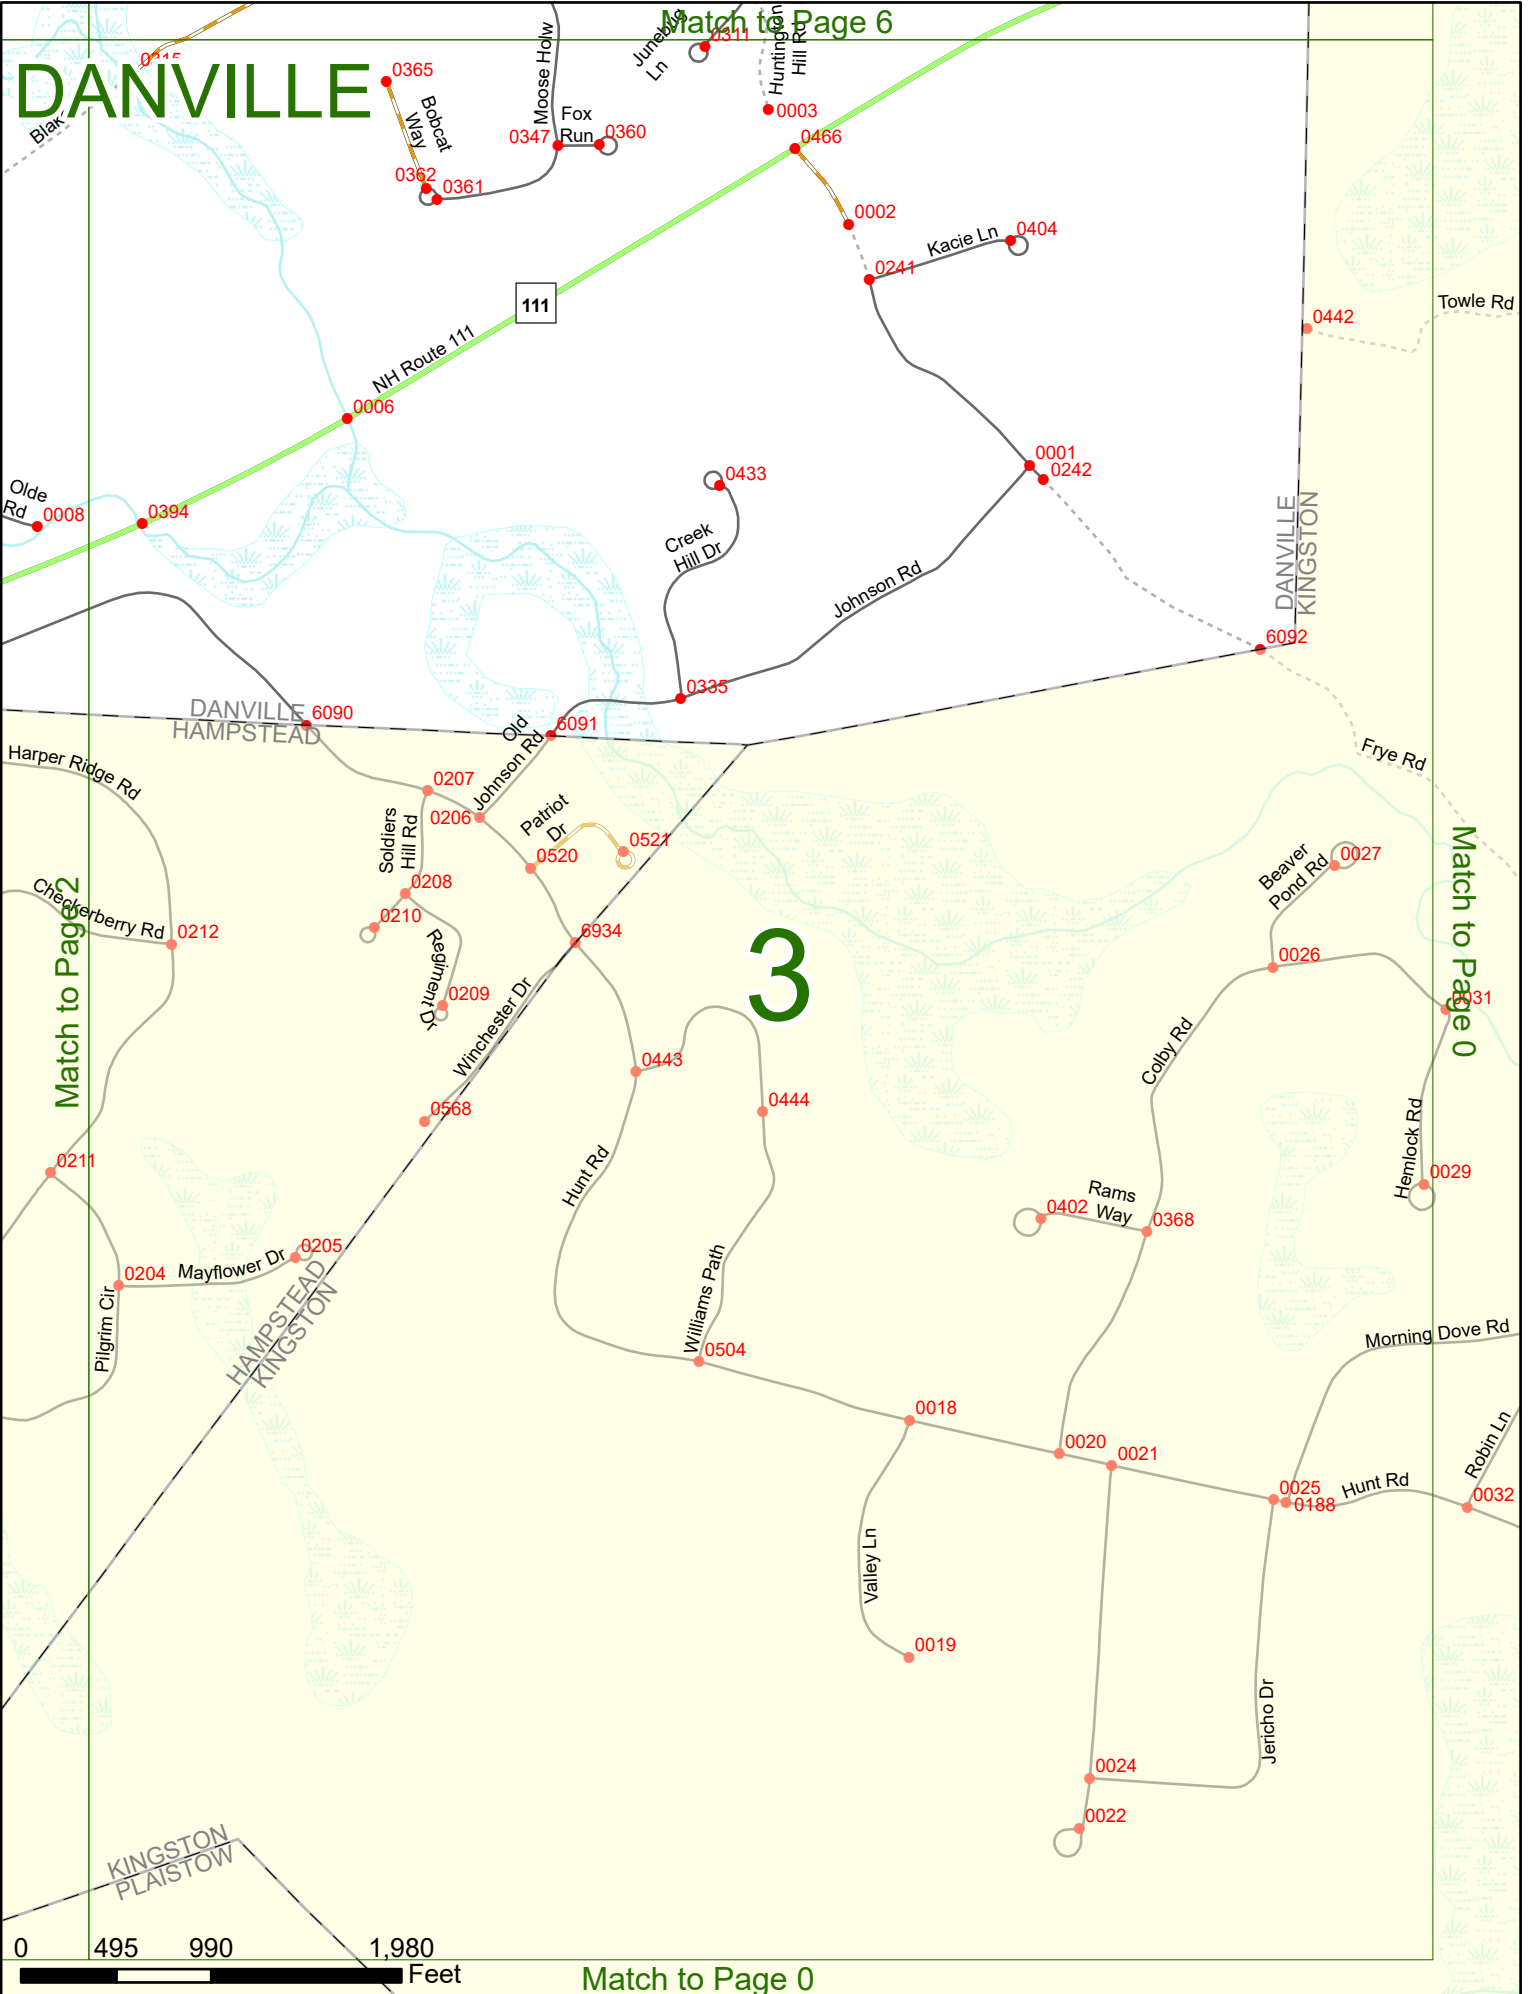 Match to Page 6
DANVILLE
0315
Blak
0365
Bobcat
Way
0362
0361
Moose Holw
0347
Fox
Run
0360
Junebug
Ln
0311
Huntington
Hill Rd
0003
0466
0002
0241
Kacie Ln
0404
0442
Towle Rd
111
NH Route 111
0006
0394
Olde
Rd
0008
0433
Creek
Hill Dr
0001
0242
Johnson Rd
DANVILLE
KINGSTON
6092
0335
DANVILLE
HAMPSTEAD
6090
6091
Old
Johnson Rd
Harper Ridge Rd
0207
0206
Soldiers
Hill Rd
Patriot
Dr
0521
0520
Frye Rd
Match to Page 2
Checkerberry Rd
0212
0208
0210
Regiment Dr
0209
6934
3
Winchester Dr
0568
0443
0444
Beaver
Pond Rd
0027
0026
0031
Match to Page 0
Colby Rd
Hemlock Rd
0029
0211
Hunt Rd
Rams
Way
0402
0368
0204
Mayflower Dr
0205
Pilgrim Cir
HAMPSTEAD
KINGSTON
Williams Path
0504
0018
0020
0021
Morning Dove Rd
0025
0188
Hunt Rd
Robin Ln
0032
Valley Ln
0019
Jericho Dr
0024
0022
KINGSTON
PLAISTOW
0 495 990 1,980
Feet
Match to Page 0